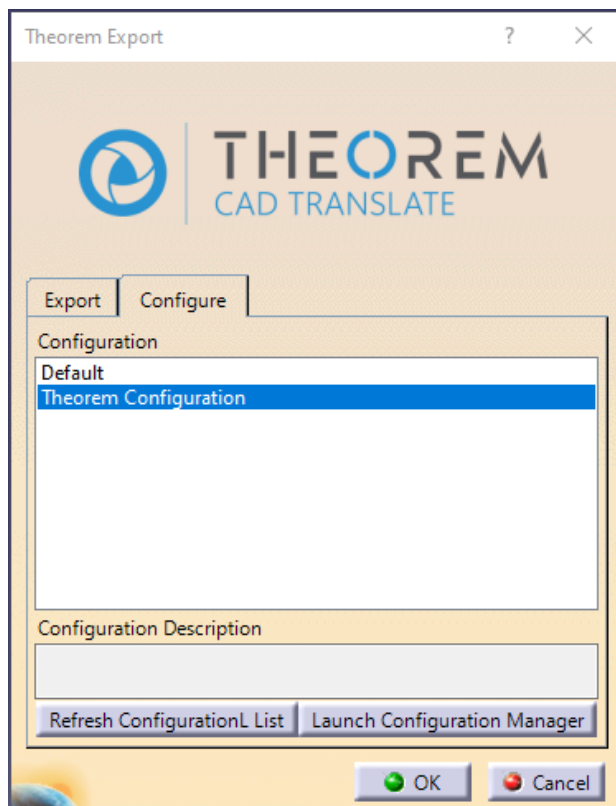 Theorem Export
?
THEOREM
CAD TRANSLATE
Export
Configure
Configuration
Default
Theorem Configuration
Configuration Description
Refresh ConfigurationL List
Launch Configuration Manager
OK
Cancel